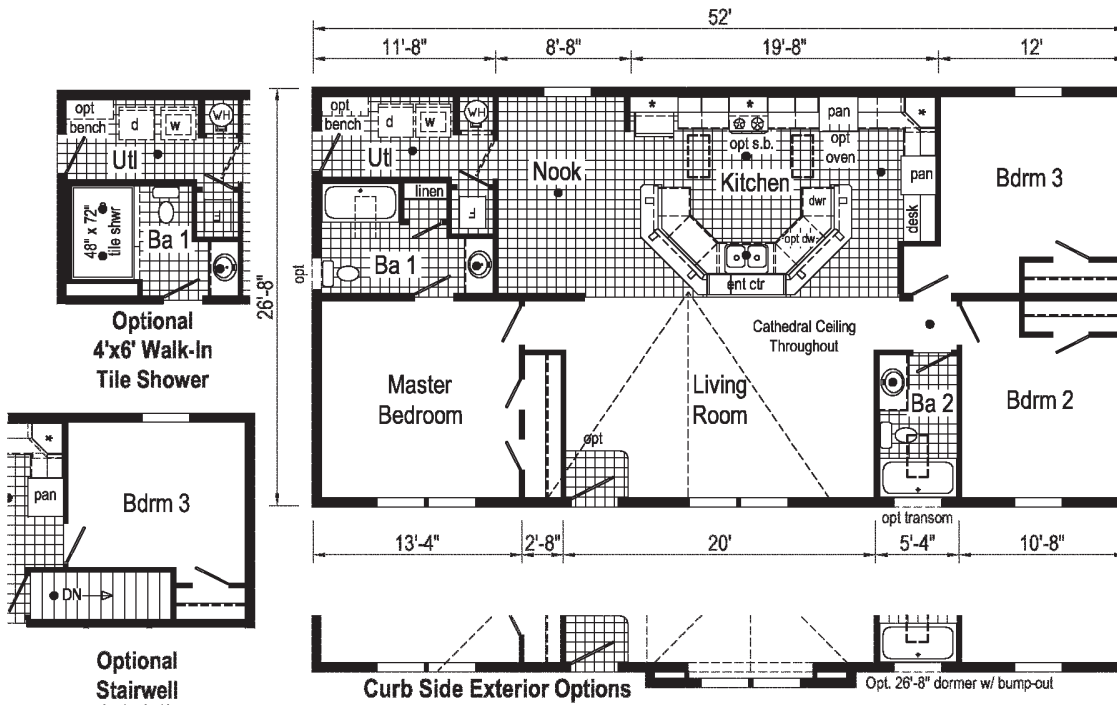 52'
11'-8"
8'-8"
19'-8"
12'
26'-8"
opt
bench
d
w
WH
Utl
48" x 72"
tile shwr
Ba 1
F
Optional
4'x6' Walk-In
Tile Shower
opt
bench
d
w
WH
Utl
linen
F
Ba 1
opt
Nook
*
*
pan
*
opt s.b.
opt
oven
Kitchen
pan
dwr
desk
opt dw
ent ctr
Bdrm 3
Cathedral Ceiling
Throughout
Master
Bedroom
Living
Room
opt
Ba 2
Bdrm 2
opt transom
*
pan
Bdrm 3
DN
Optional
Stairwell
13'-4"
2'-8"
20'
5'-4"
10'-8"
Curb Side Exterior Options
Opt. 26'-8" dormer w/ bump-out